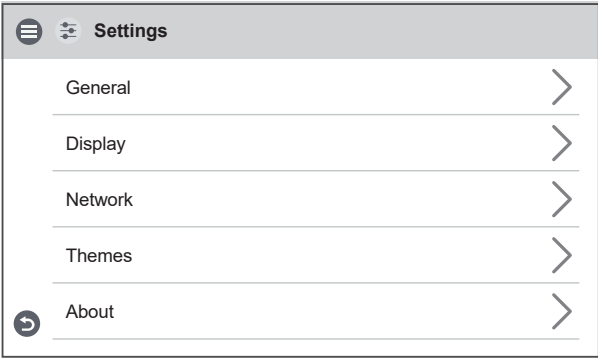 Settings
General
Display
Network
Themes
About